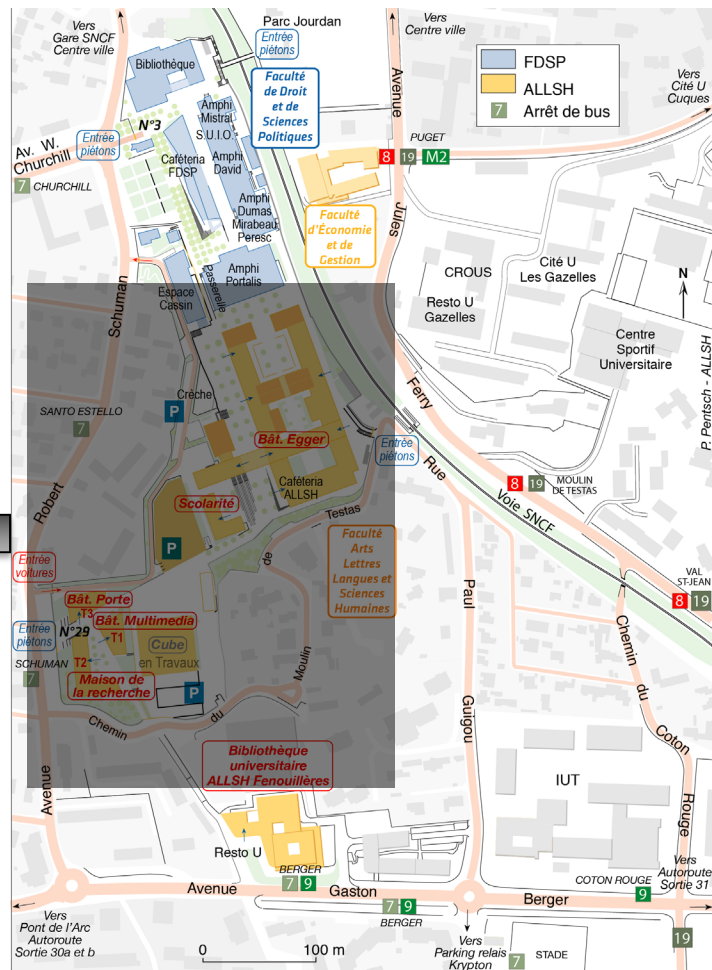 Vers
Gare SNCF
Centre ville
Parc Jourdan
Entrée
piétons
Vers
Centre ville
FDSP
ALLSH
7 Arrêt de bus
Bibliothèque
Faculté
de Droit
et de
Sciences
Politiques
Avenue
Vers
Cité U
Cuques
Amphi
Mistral
S.U.I.O.
N°3
Entrée
piétons
Av. W.
Churchill
7 CHURCHILL
Caféteria
FDSP
Amphi
David
PUGET
8 19 M2
Amphi
Dumas
Mirabeau
Peresc
Faculté
d'Économie
et de
Gestion
Jules
CROUS
Resto U
Gazelles
Cité U
Les Gazelles
N
Schuman
Passerelle
Amphi
Portalis
Espace
Cassin
Centre
Sportif
Universitaire
P. Pentsch - ALLSH
Crèche
P
SANTO ESTELLO
7
Ferry
Bât. Egger
Entrée
piétons
Rue
Caféteria
ALLSH
Scolarité
8 19 MOULIN
DE TESTAS
Voie SNCF
Testas
de
Robert
P
Faculté
Arts
Lettres
Langues et
Sciences
Humaines
Entrée
voitures
Bât. Porte
T3
Bât. Multimedia
N°29
T1
Entrée
piétons
Cube
en Travaux
T2
SCHUMAN
7
Maison de
la recherche
P
Moulin
du
Chemin
Paul
Guigou
VAL
ST-JEAN
8 19
Chemin
du
Coton
Rouge
Bibliothèque
universitaire
ALLSH Fenouillères
Avenue
IUT
Resto U
BERGER
7 9
COTON ROUGE
9
Vers
Autoroute
Sortie 31
Avenue
Gaston
Berger
7 9
BERGER
Vers
Pont de l'Arc
Autoroute
Sortie 30a et b
0 100 m
Vers
Parking relais
Krypton
7
STADE
19